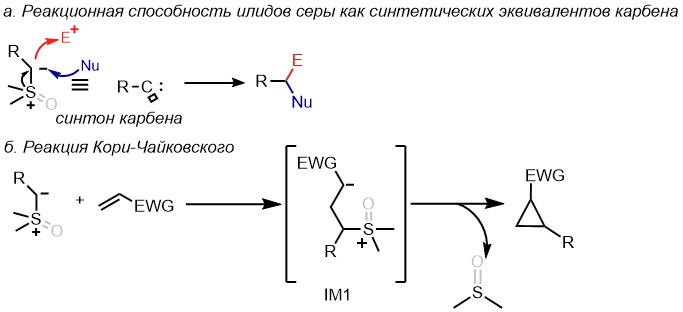 а. Реакционная способность илидов серы как синтетических эквивалентов карбена
E+
R
−
Nu
S
O
+
R–C:
синтон карбена
R
E
Nu
б. Реакция Кори-Чайковского
R
−
S
O
+
+
EWG
EWG
−
O
S
+
R
IM1
EWG
R
O
S